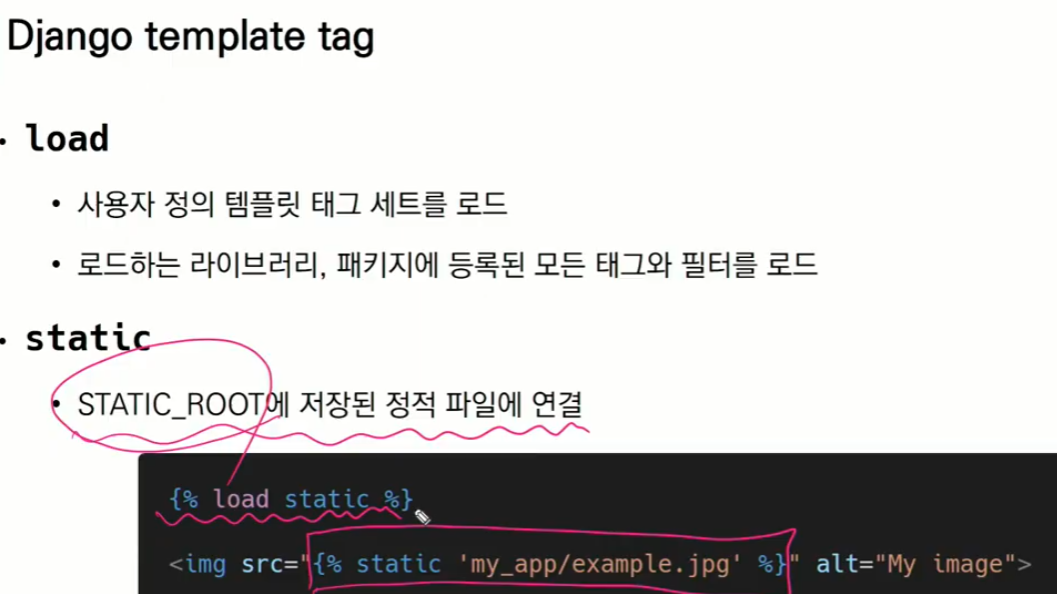 Django template tag
• load
• 사용자 정의 템플릿 태그 세트를 로드
• 로드하는 라이브러리, 패키지에 등록된 모든 태그와 필터를 로드
• static
• STATIC_ROOT에 저장된 정적 파일에 연결
{% load static %}
<img src="{% static 'my_app/example.jpg' %}" alt="My image">